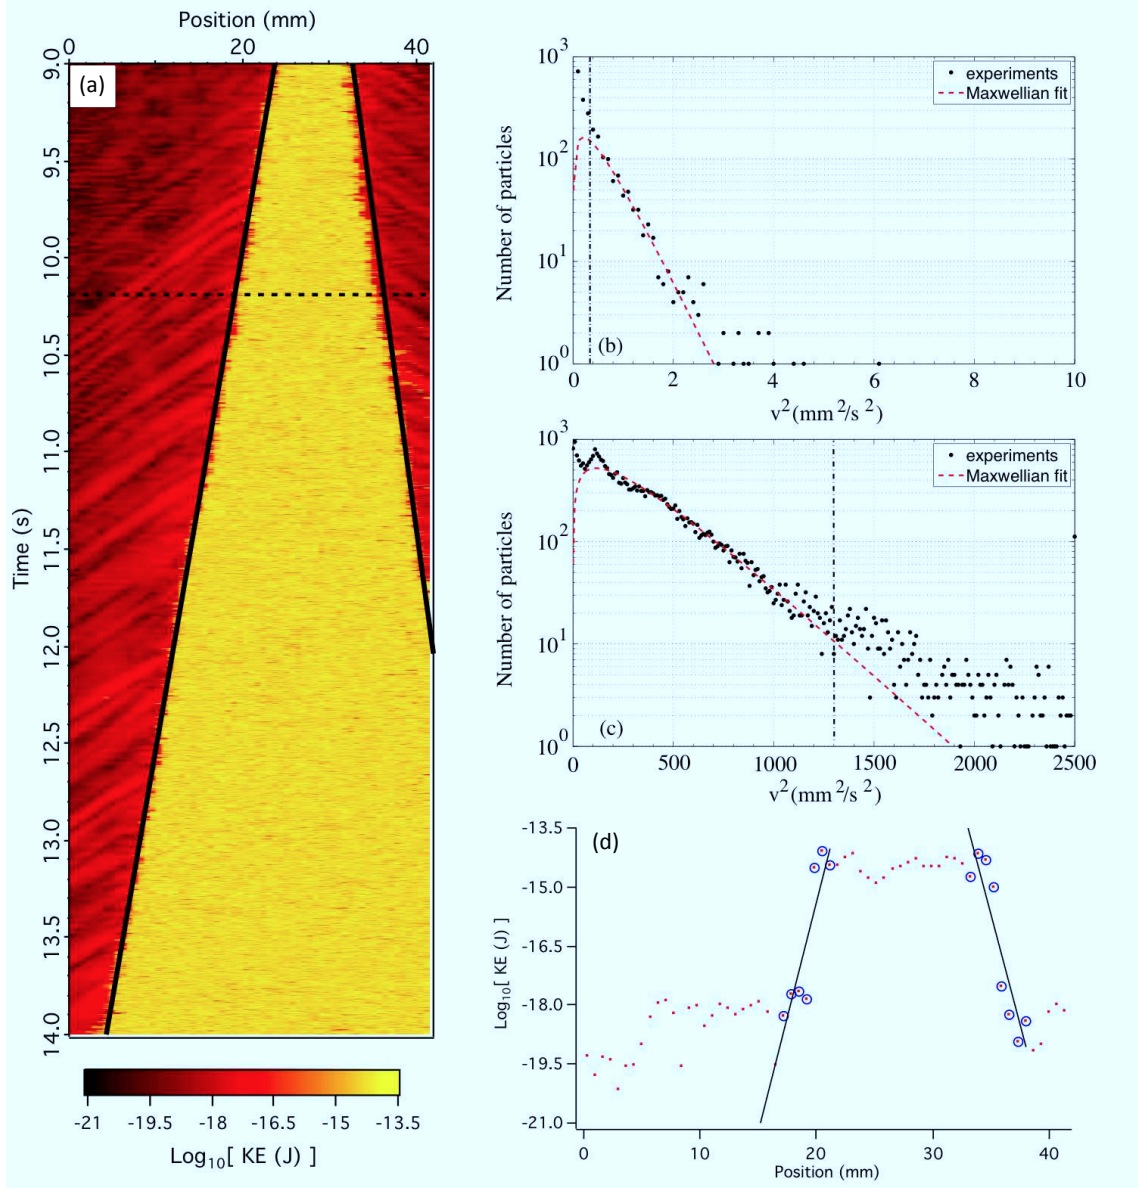 Position (mm)
0 20 40
(a)
9.0
9.5
10.0
10.5
11.0
11.5
12.0
12.5
13.0
13.5
14.0
Time (s)
-21 -19.5 -18 -16.5 -15 -13.5
Log10[ KE (J) ]
10^3
10^2
10^1
10^0
Number of particles
experiments
Maxwellian fit
(b)
0 2 4 6 8 10
v^2(mm^2/s^2)
10^3
10^2
10^1
10^0
Number of particles
experiments
Maxwellian fit
(c)
0 500 1000 1500 2000 2500
v^2(mm^2/s^2)
(d)
-13.5
-15.0
-16.5
-18.0
-19.5
-21.0
Log10[ KE (J) ]
0 10 20 30 40
Position (mm)